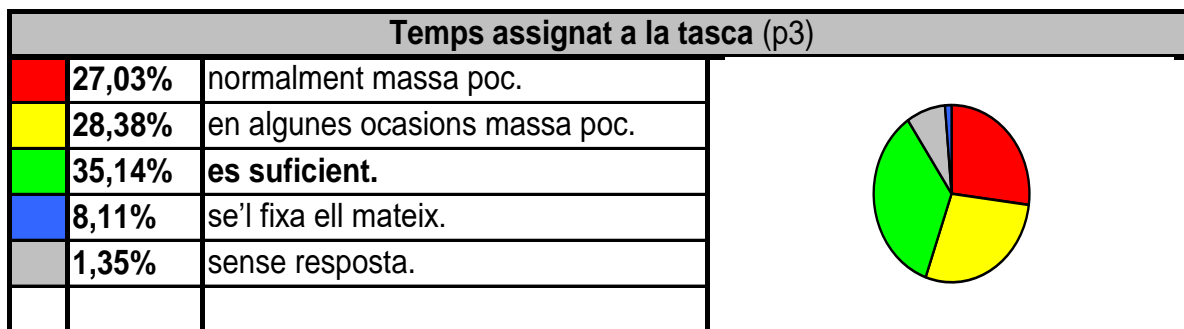 Temps assignat a la tasca (p3)
27,03% normalment massa poc.
28,38% en algunes ocasions massa poc.
35,14% es suficient.
8,11% se’l fixa ell mateix.
1,35% sense resposta.